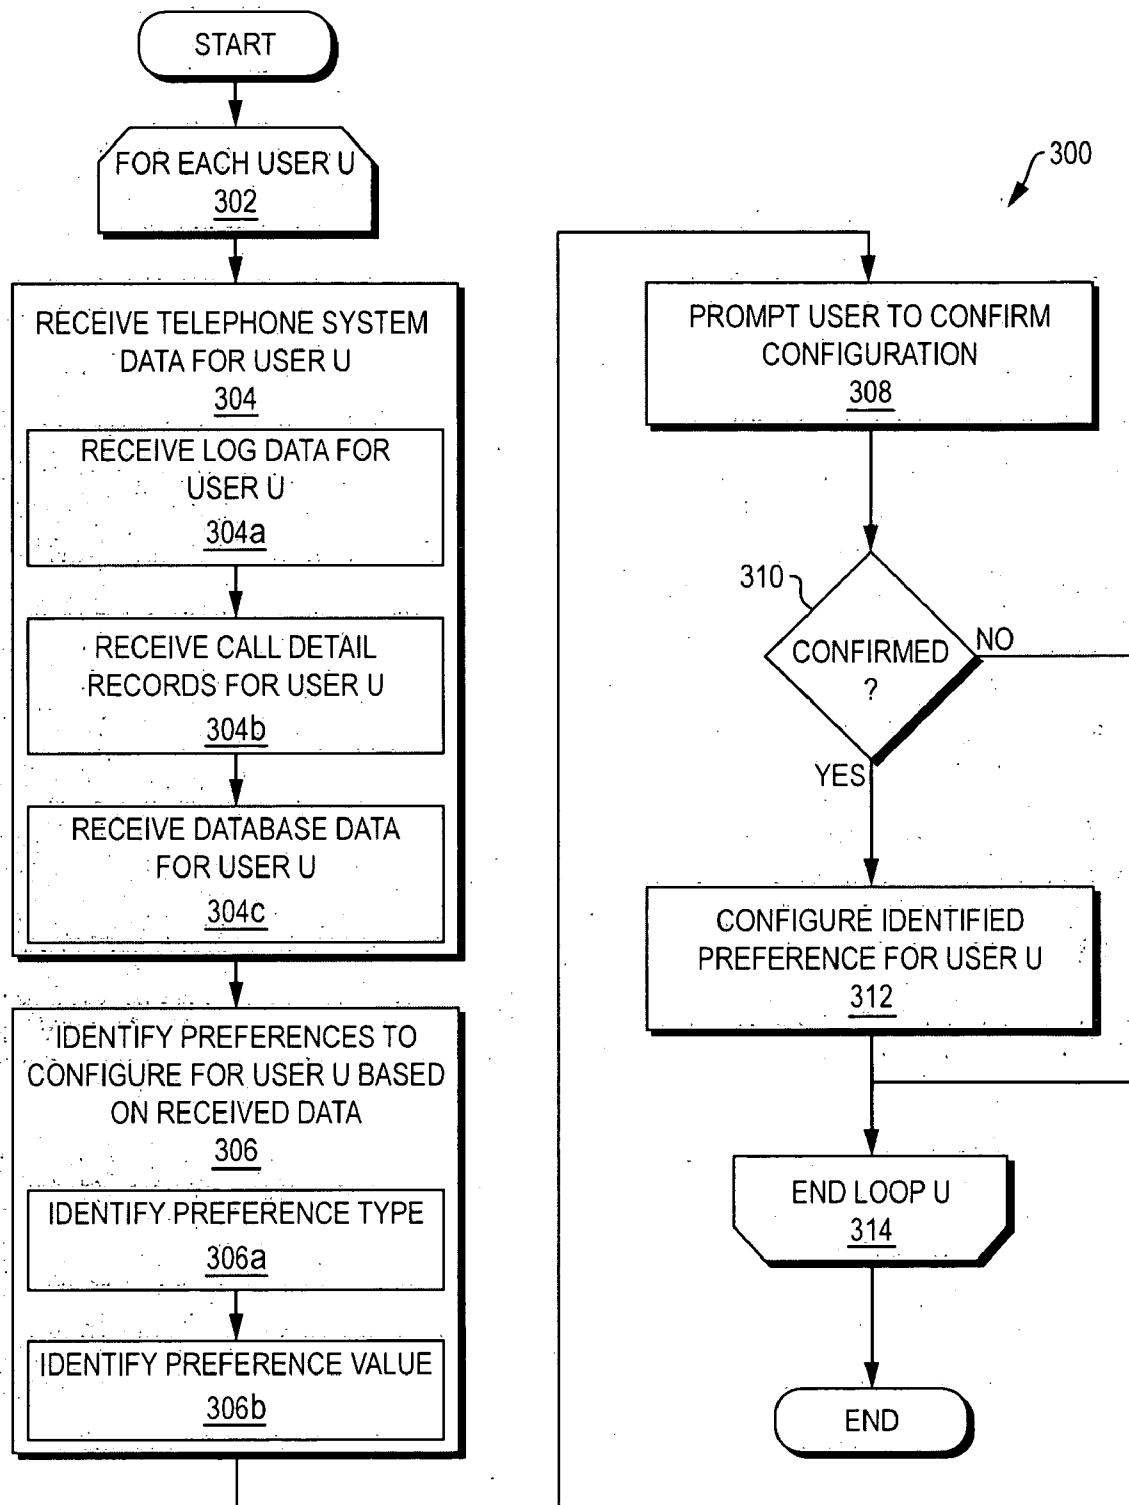 START
FOR EACH USER U
302
RECEIVE TELEPHONE SYSTEM
DATA FOR USER U
304
RECEIVE LOG DATA FOR
USER U
304a
RECEIVE CALL DETAIL
RECORDS FOR USER U
304b
RECEIVE DATABASE DATA
FOR USER U
304c
IDENTIFY PREFERENCES TO
CONFIGURE FOR USER U BASED
ON RECEIVED DATA
306
IDENTIFY PREFERENCE TYPE
306a
IDENTIFY PREFERENCE VALUE
306b
300
PROMPT USER TO CONFIRM
CONFIGURATION
308
310
CONFIRMED
?
NO
YES
CONFIGURE IDENTIFIED
PREFERENCE FOR USER U
312
END LOOP U
314
END